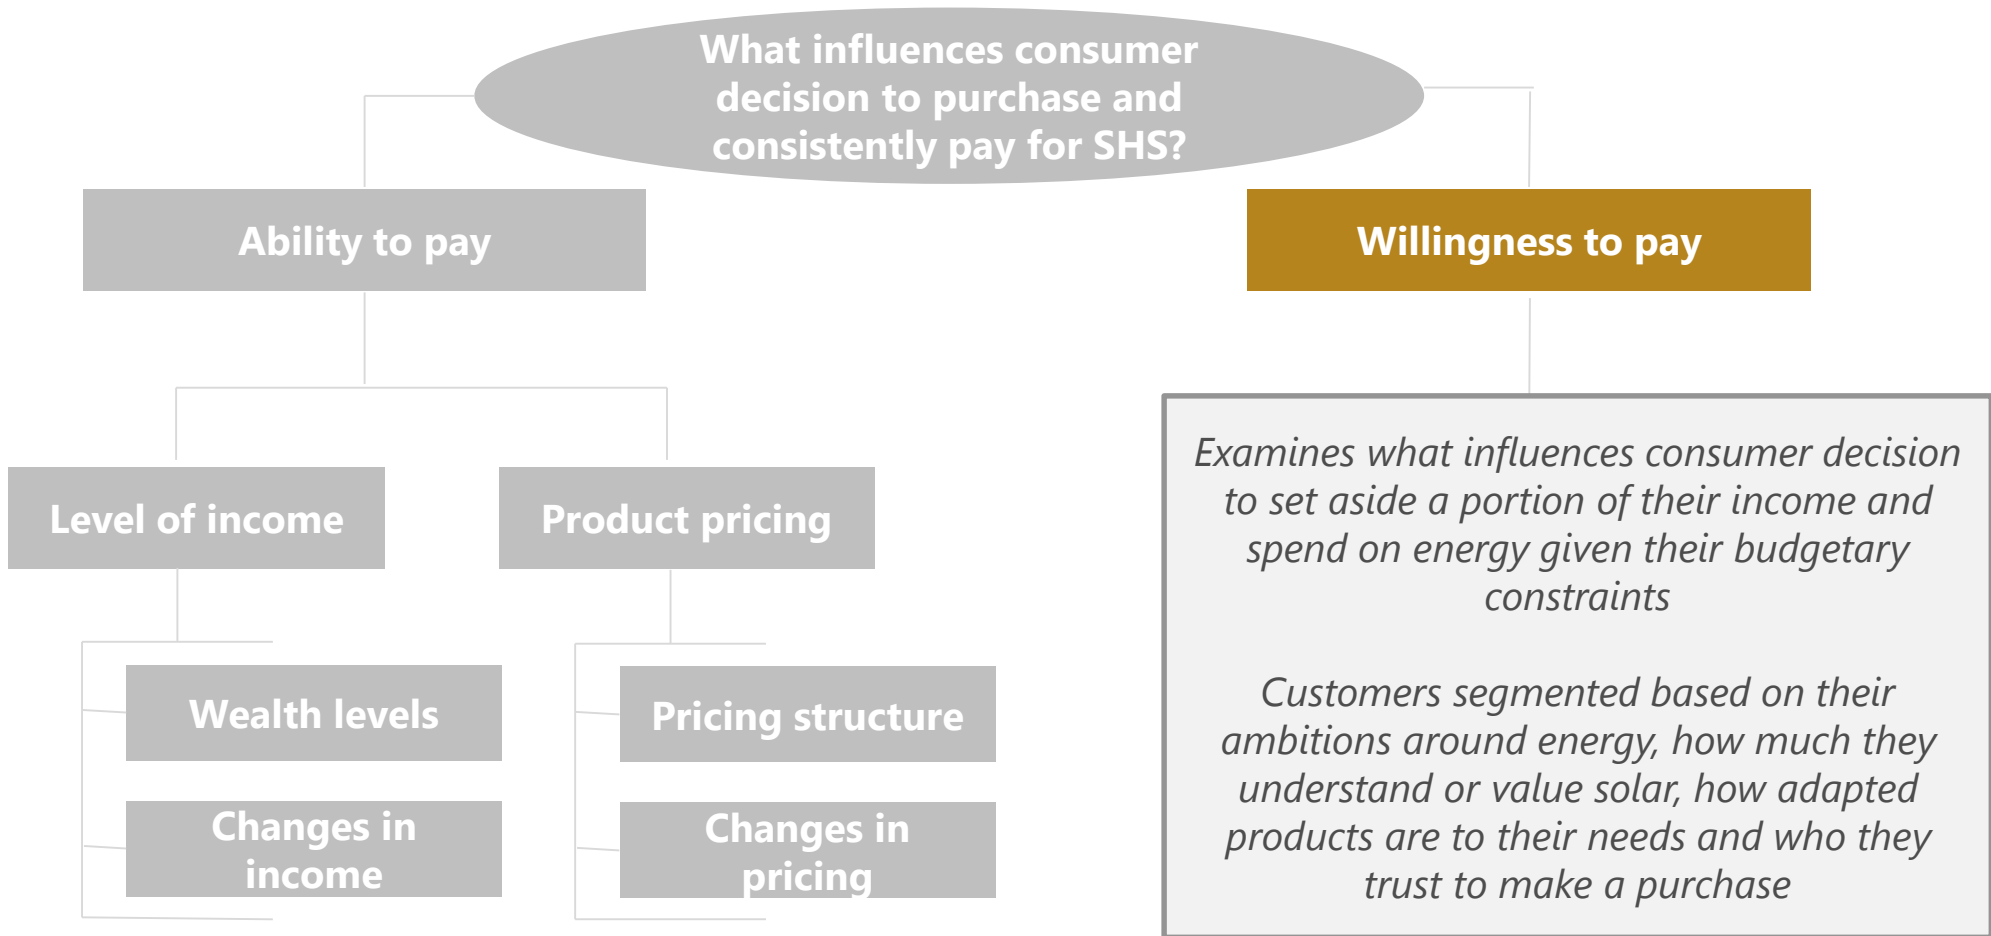 What influences consumer
decision to purchase and
consistently pay for SHS?
Ability to pay
Willingness to pay
Level of income
Product pricing
Wealth levels
Changes in
income
Pricing structure
Changes in
pricing
Examines what influences consumer decision
to set aside a portion of their income and
spend on energy given their budgetary
constraints
Customers segmented based on their
ambitions around energy, how much they
understand or value solar, how adapted
products are to their needs and who they
trust to make a purchase